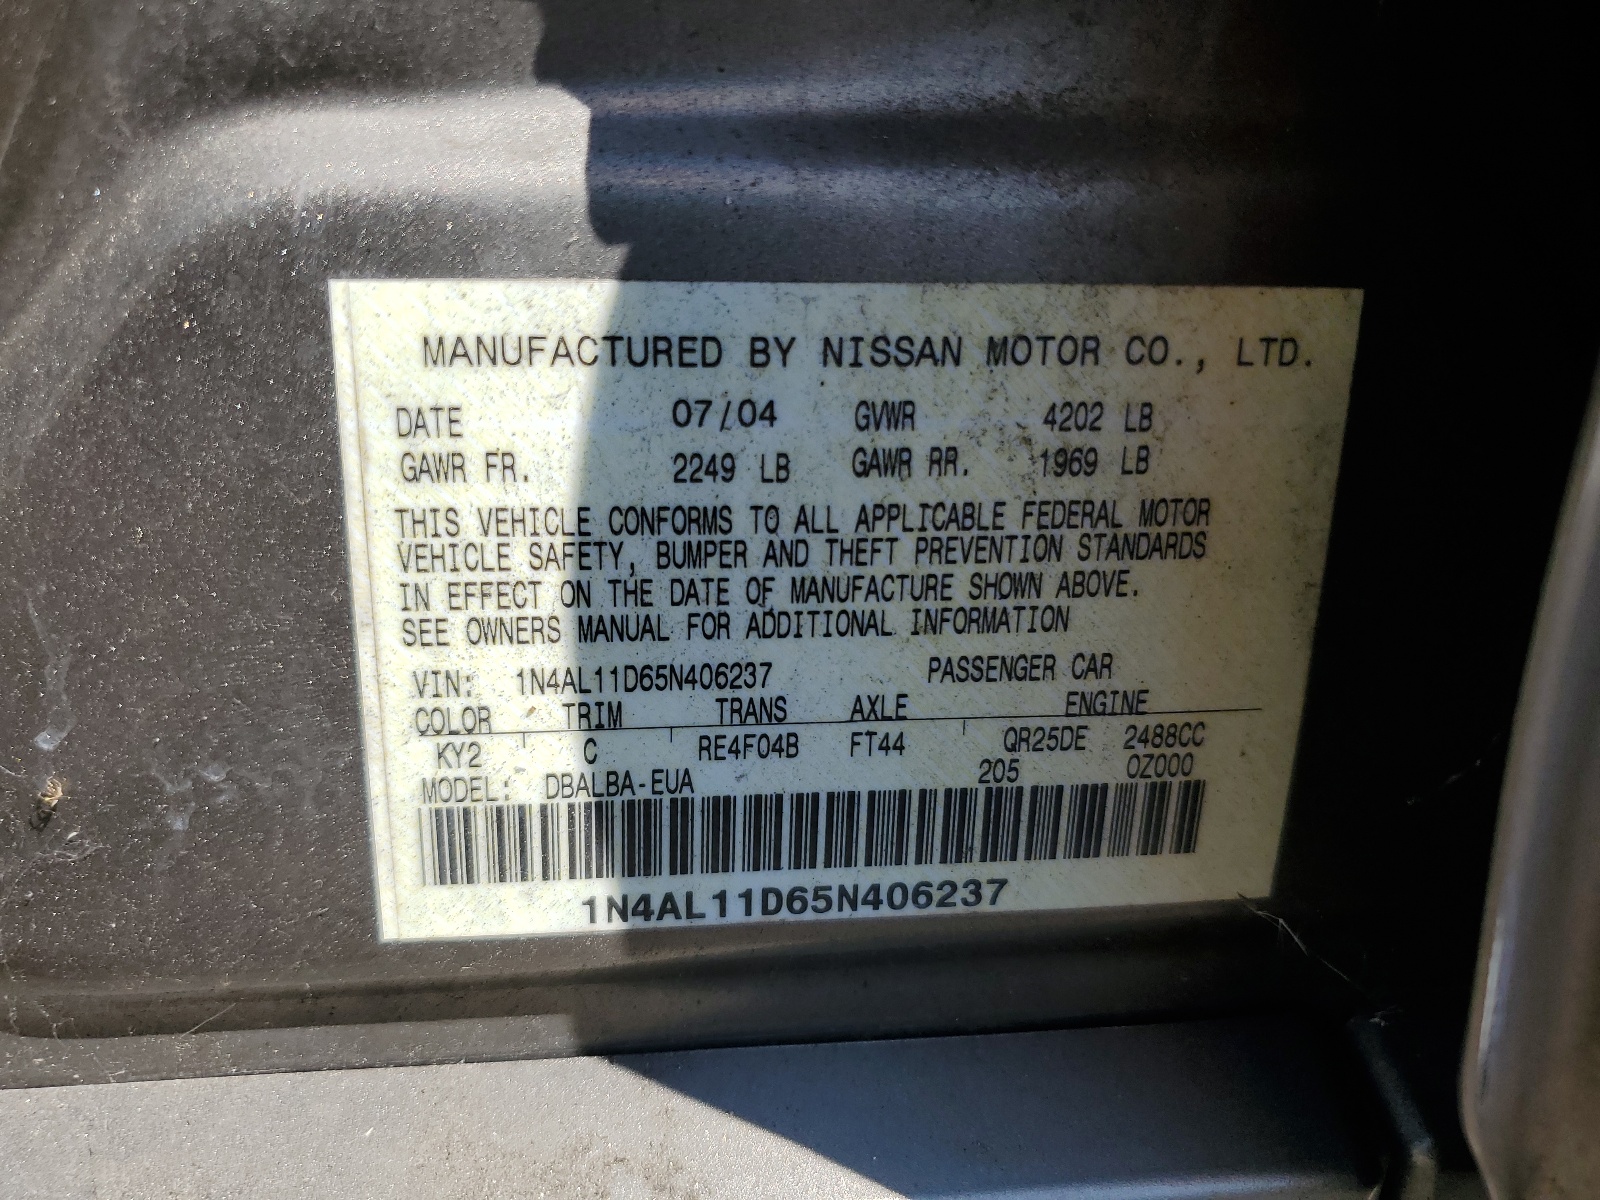 MANUFACTURED BY NISSAN MOTOR CO., LTD.
DATE 07/04 GVWR 4202 LB
GAWR FR. 2249 LB GAWR RR. 1969 LB
THIS VEHICLE CONFORMS TO ALL APPLICABLE FEDERAL MOTOR
VEHICLE SAFETY, BUMPER AND THEFT PREVENTION STANDARDS
IN EFFECT ON THE DATE OF MANUFACTURE SHOWN ABOVE.
SEE OWNERS MANUAL FOR ADDITIONAL INFORMATION
VIN: 1N4AL11D65N406237 PASSENGER CAR
COLOR TRIM TRANS AXLE ENGINE
KY2 C RE4F04B FT44 QR25DE 2488CC
MODEL: DBALBA-EUA 205 0Z000
1N4AL11D65N406237